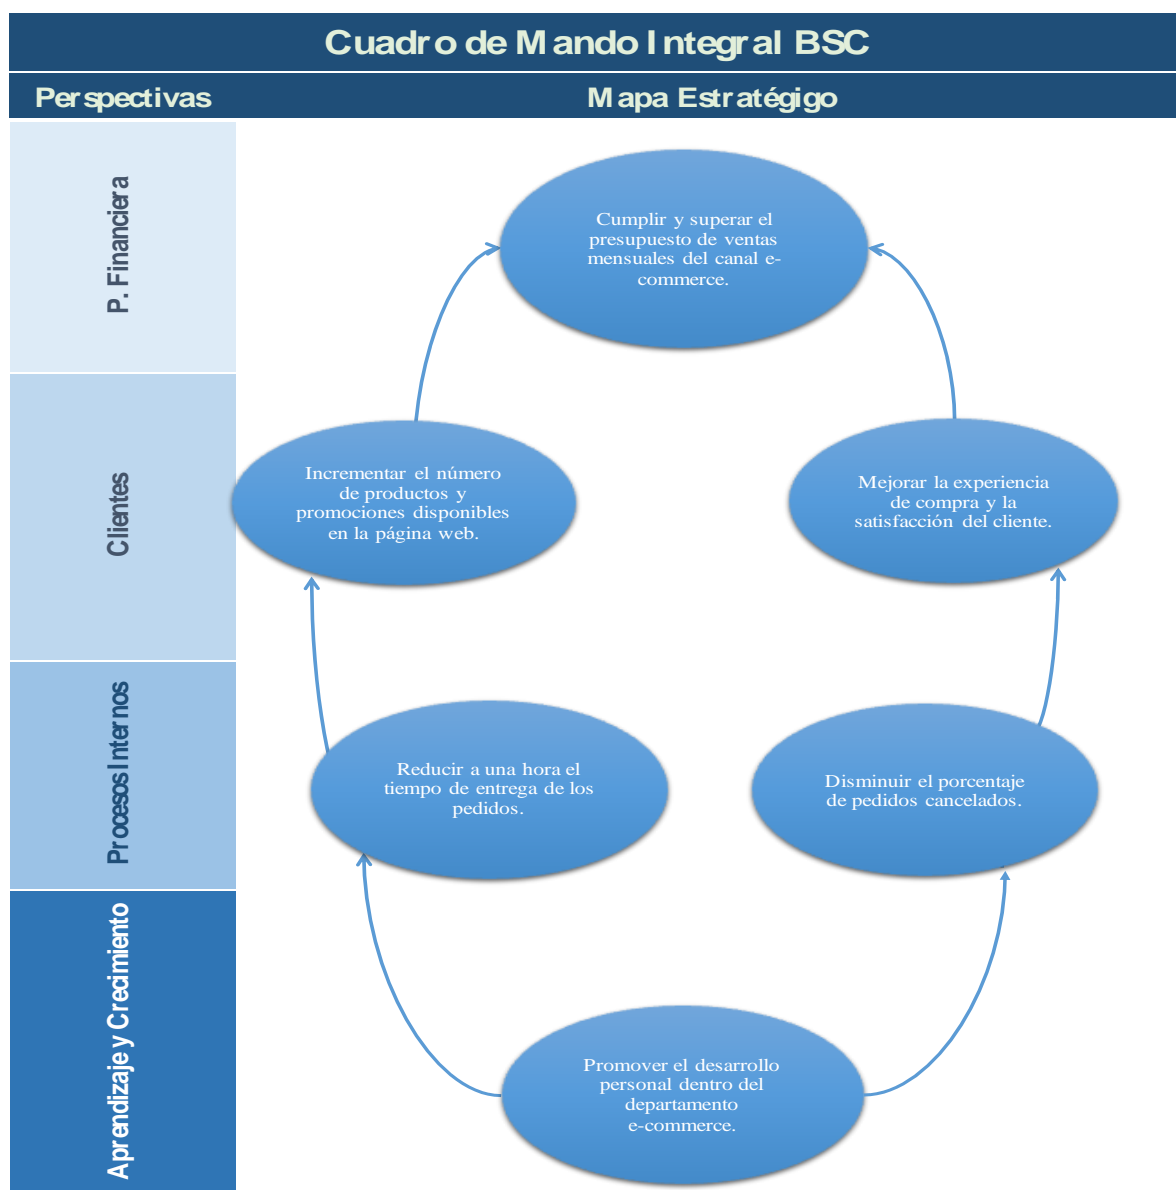 Cuadro de Mando Integral BSC
Perspectivas
Mapa Estratégigo
P. Financiera
Cumplir y superar el
presupuesto de ventas
mensuales del canal e-
commerce.
Clientes
Incrementar el número
de productos y
promociones disponibles
en la página web.
Mejorar la experiencia
de compra y la
satisfacción del cliente.
Procesos Internos
Reducir a una hora el
tiempo de entrega de los
pedidos.
Disminuir el porcentaje
de pedidos cancelados.
Aprendizaje y Crecimiento
Promover el desarrollo
personal dentro del
departamento
e-commerce.